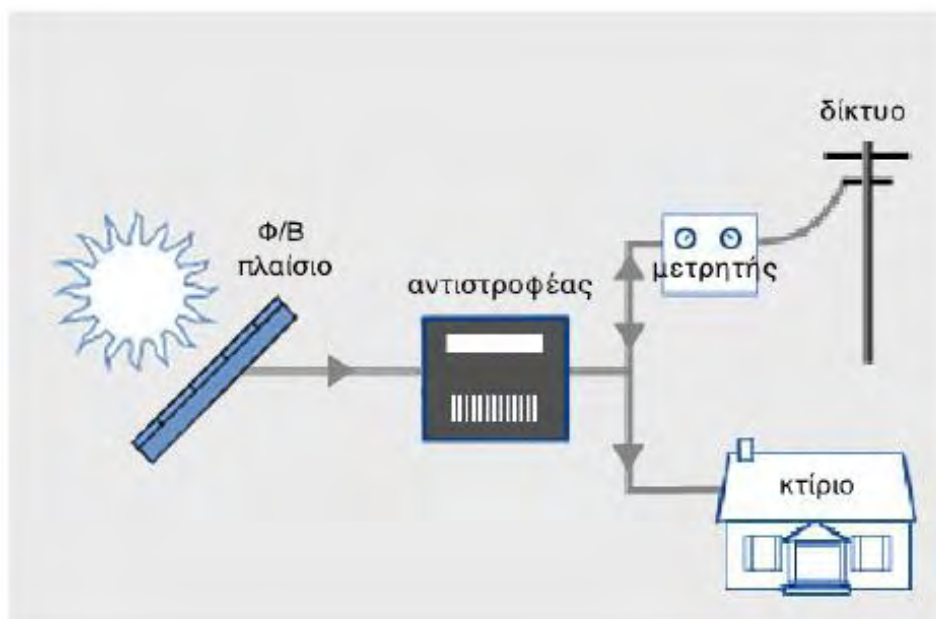 δίκτυο
Φ/Β
πλαίσιο
αντιστροφέας
μετρητής
κτίριο